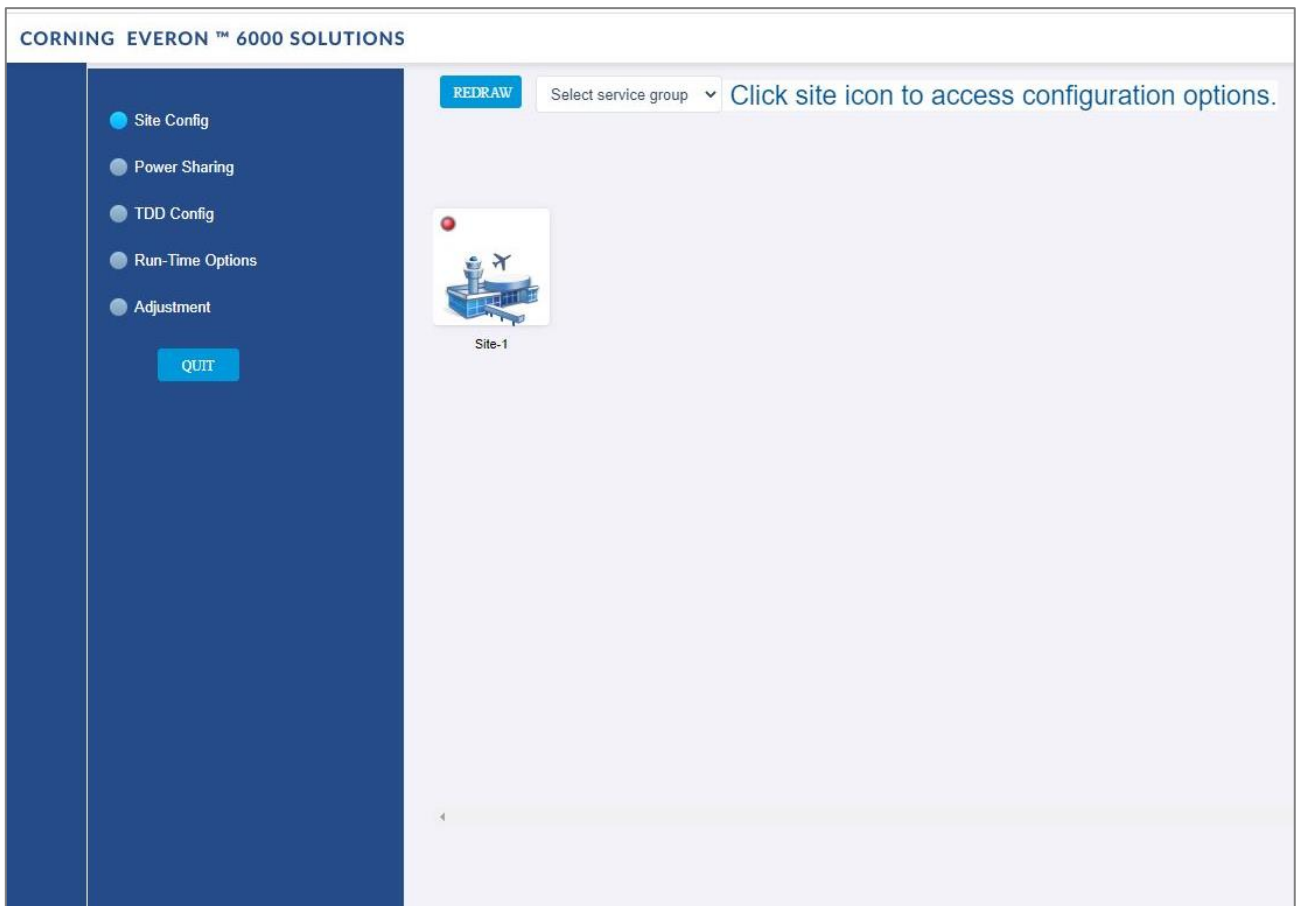 CORNING EVERON ™ 6000 SOLUTIONS
REDRAW
Select service group
Click site icon to access configuration options.
Site Config
Power Sharing
TDD Config
Run-Time Options
Adjustment
QUIT
Site-1